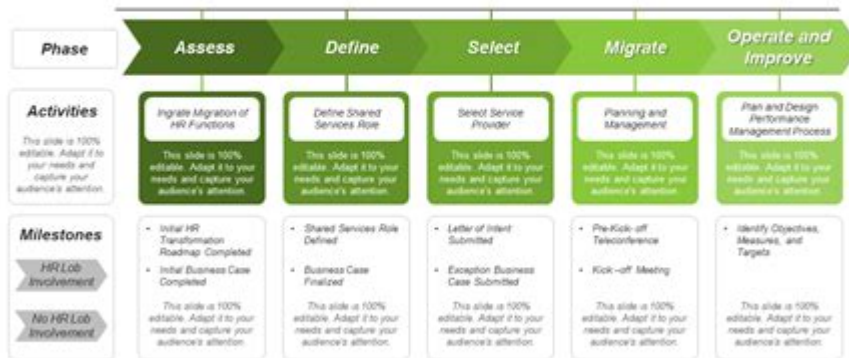 Phase
Assess
Define
Select
Migrate
Operate and
Improve
Activities
This slide is 100%
editable. Adapt it to
your needs and
capture your
audience's attention.
Ingrate Migration of
HR Functions
This slide is 100%
editable. Adapt it to your
needs and capture your
audience's attention.
Define Shared
Services Role
This slide is 100%
editable. Adapt it to your
needs and capture your
audience's attention.
Select Service
Provider
This slide is 100%
editable. Adapt it to your
needs and capture your
audience's attention.
Planning and
Management
This slide is 100%
editable. Adapt it to your
needs and capture your
audience's attention.
Plan and Design
Performance
Management Process
This slide is 100%
editable. Adapt it to your
needs and capture your
audience's attention.
Milestones
HR Lob
Involvement
No HR Lob
Involvement
• Initial HR
Transformation
Roadmap Completed
• Initial Business Case
Completed
This slide is 100%
editable. Adapt it to your
needs and capture your
audience's attention.
• Shared Services Role
Defined
• Business Case
Finalized
This slide is 100%
editable. Adapt it to your
needs and capture your
audience's attention.
• Letter of Intent
Submitted
• Exception Business
Case Submitted
This slide is 100%
editable. Adapt it to your
needs and capture your
audience's attention.
• Pre-Kick-off
Teleconference
• Kick –off Meeting
This slide is 100%
editable. Adapt it to your
needs and capture your
audience's attention.
• Identify Objectives,
Measures, and
Targets
This slide is 100%
editable. Adapt it to your
needs and capture your
audience's attention.